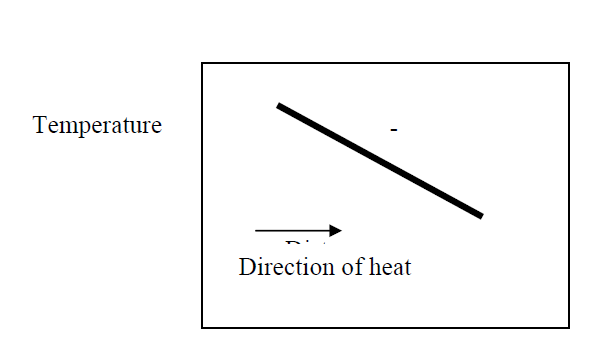 Temperature
-
Direction of heat